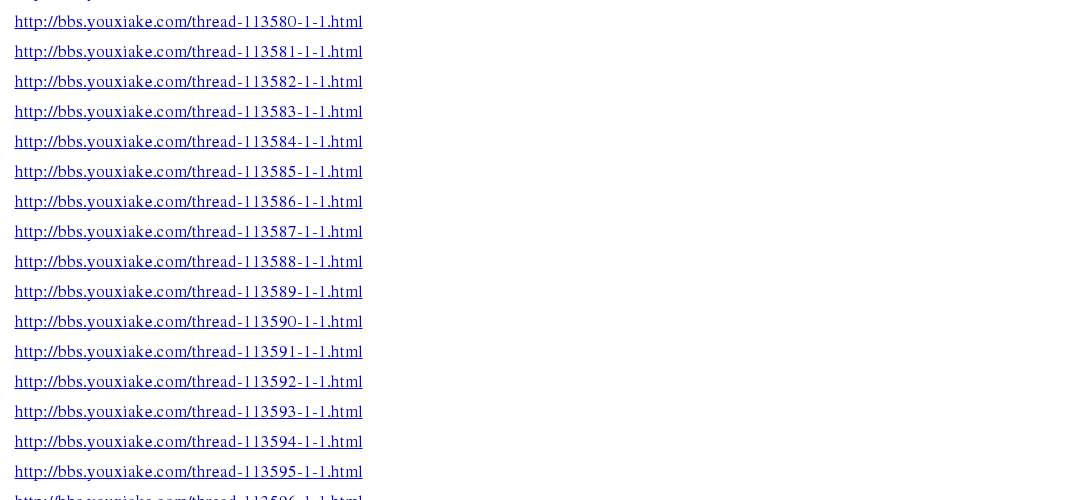 http://bbs.youxiake.com/thread-113580-1-1.html
http://bbs.youxiake.com/thread-113581-1-1.html
http://bbs.youxiake.com/thread-113582-1-1.html
http://bbs.youxiake.com/thread-113583-1-1.html
http://bbs.youxiake.com/thread-113584-1-1.html
http://bbs.youxiake.com/thread-113585-1-1.html
http://bbs.youxiake.com/thread-113586-1-1.html
http://bbs.youxiake.com/thread-113587-1-1.html
http://bbs.youxiake.com/thread-113588-1-1.html
http://bbs.youxiake.com/thread-113589-1-1.html
http://bbs.youxiake.com/thread-113590-1-1.html
http://bbs.youxiake.com/thread-113591-1-1.html
http://bbs.youxiake.com/thread-113592-1-1.html
http://bbs.youxiake.com/thread-113593-1-1.html
http://bbs.youxiake.com/thread-113594-1-1.html
http://bbs.youxiake.com/thread-113595-1-1.html